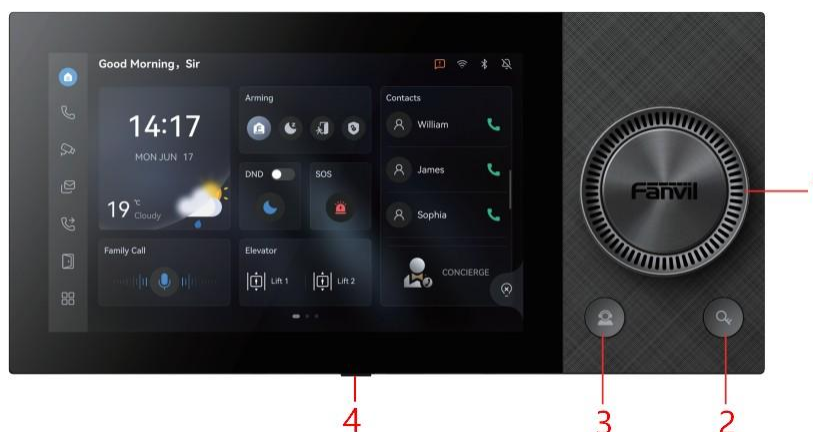 Good Morning, Sir
14:17
MON JUN 17
19 ℃
Cloudy
Arming
DND
SOS
Contacts
William
James
Sophia
CONCIERGE
Family Call
Elevator
Lift 1
Lift 2
Fanvil
4
3
2